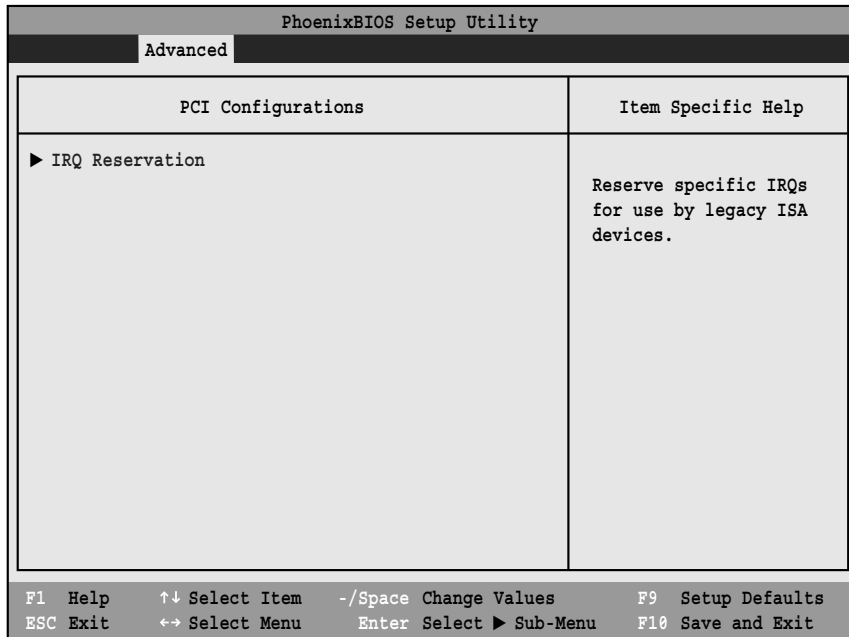 PhoenixBIOS Setup Utility
Advanced
PCI Configurations
Item Specific Help
▶ IRQ Reservation
Reserve specific IRQs
for use by legacy ISA
devices.
F1 Help ↑↓ Select Item -/Space Change Values F9 Setup Defaults
ESC Exit ←→ Select Menu Enter Select ▶ Sub-Menu F10 Save and Exit